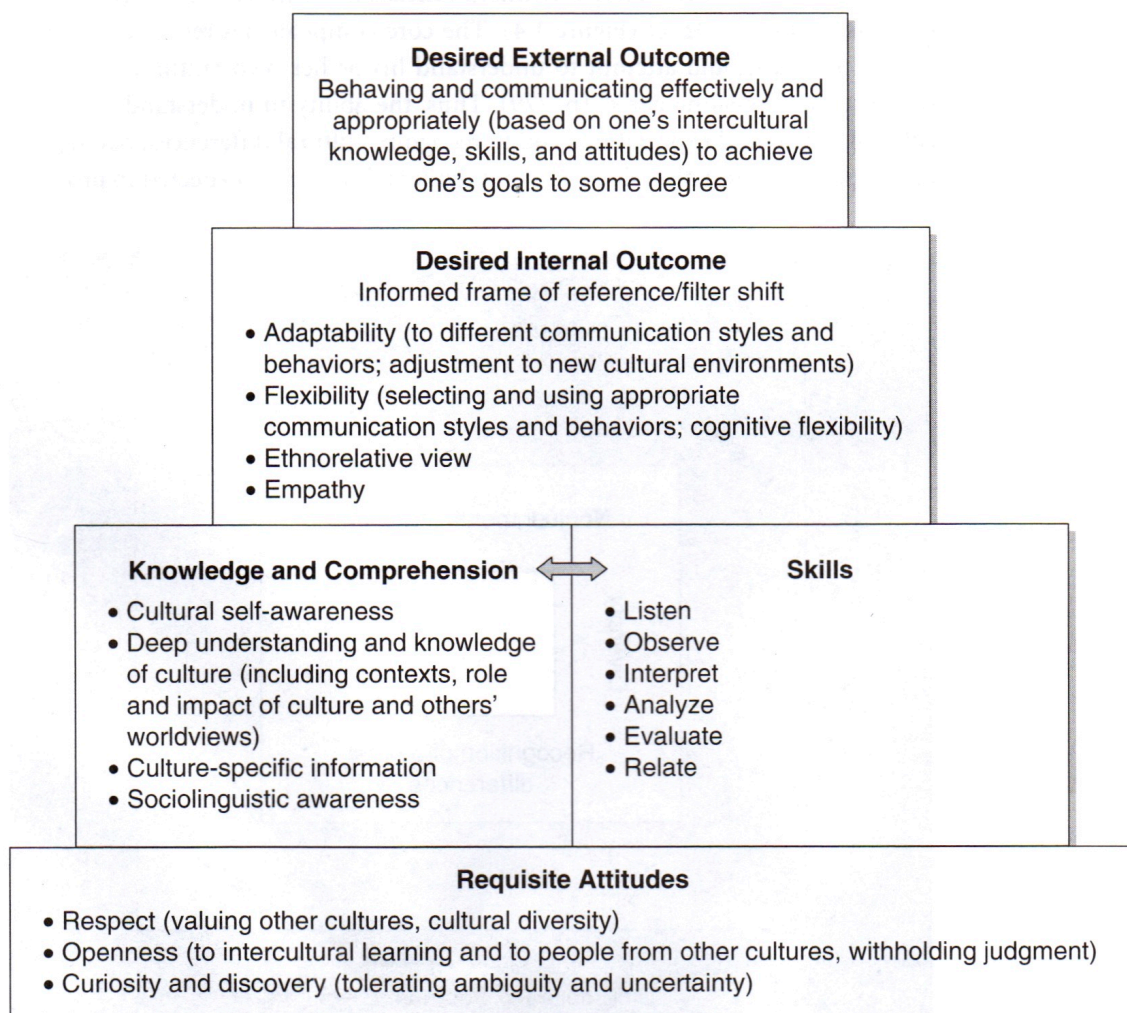 Desired External Outcome
Behaving and communicating effectively and
appropriately (based on one's intercultural
knowledge, skills, and attitudes) to achieve
one's goals to some degree
Desired Internal Outcome
Informed frame of reference/filter shift
• Adaptability (to different communication styles and
behaviors; adjustment to new cultural environments)
• Flexibility (selecting and using appropriate
communication styles and behaviors; cognitive flexibility)
• Ethnorelative view
• Empathy
Knowledge and Comprehension
• Cultural self-awareness
• Deep understanding and knowledge
of culture (including contexts, role
and impact of culture and others'
worldviews)
• Culture-specific information
• Sociolinguistic awareness
Skills
• Listen
• Observe
• Interpret
• Analyze
• Evaluate
• Relate
Requisite Attitudes
• Respect (valuing other cultures, cultural diversity)
• Openness (to intercultural learning and to people from other cultures, withholding judgment)
• Curiosity and discovery (tolerating ambiguity and uncertainty)